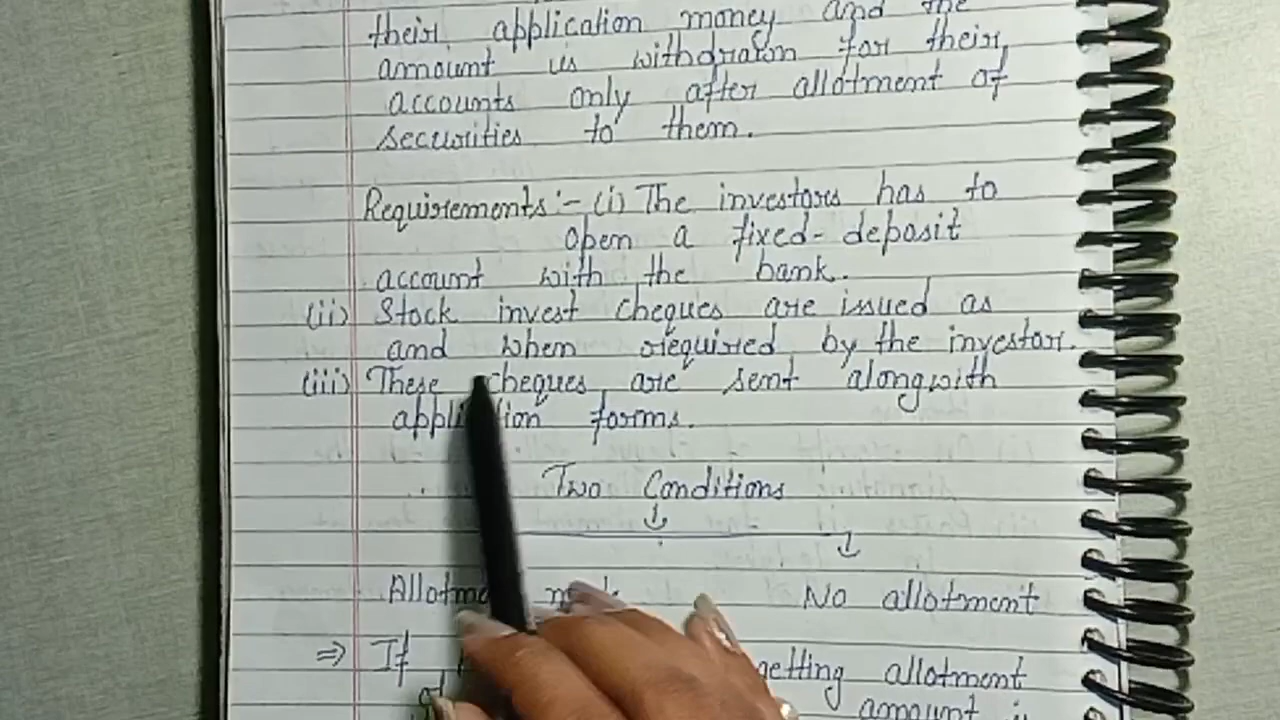 their application money and the
amount is withdrawn for their
accounts only after allotment of
securities to them.
Requirements:- (i) The investors has to
open a fixed-deposit
account with the bank.
(ii) Stock invest cheques are issued as
and when required by the investor.
(iii) These cheques are sent alongwith
application forms.
Two Conditions
No allotment
⇒ If getting allotment
amount